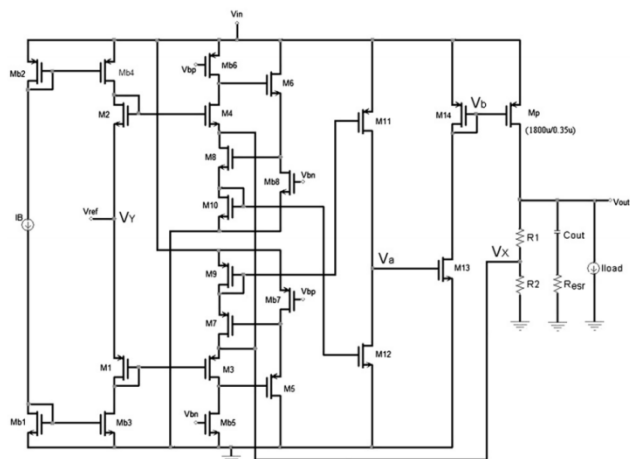 Vin
Mb2
Mb4
Vbp
Mb6
M6
M2
M4
M11
M14
Vb
Mp
(1800u/0.35u)
M8
Mb8
Vbn
M10
IB
Vref
VY
Vout
R1
Cout
Va
M13
VX
Iload
M9
R2
Resr
Mb7
Vbp
M7
M1
M3
M12
M5
Mb1
Mb3
Vbn
Mb5